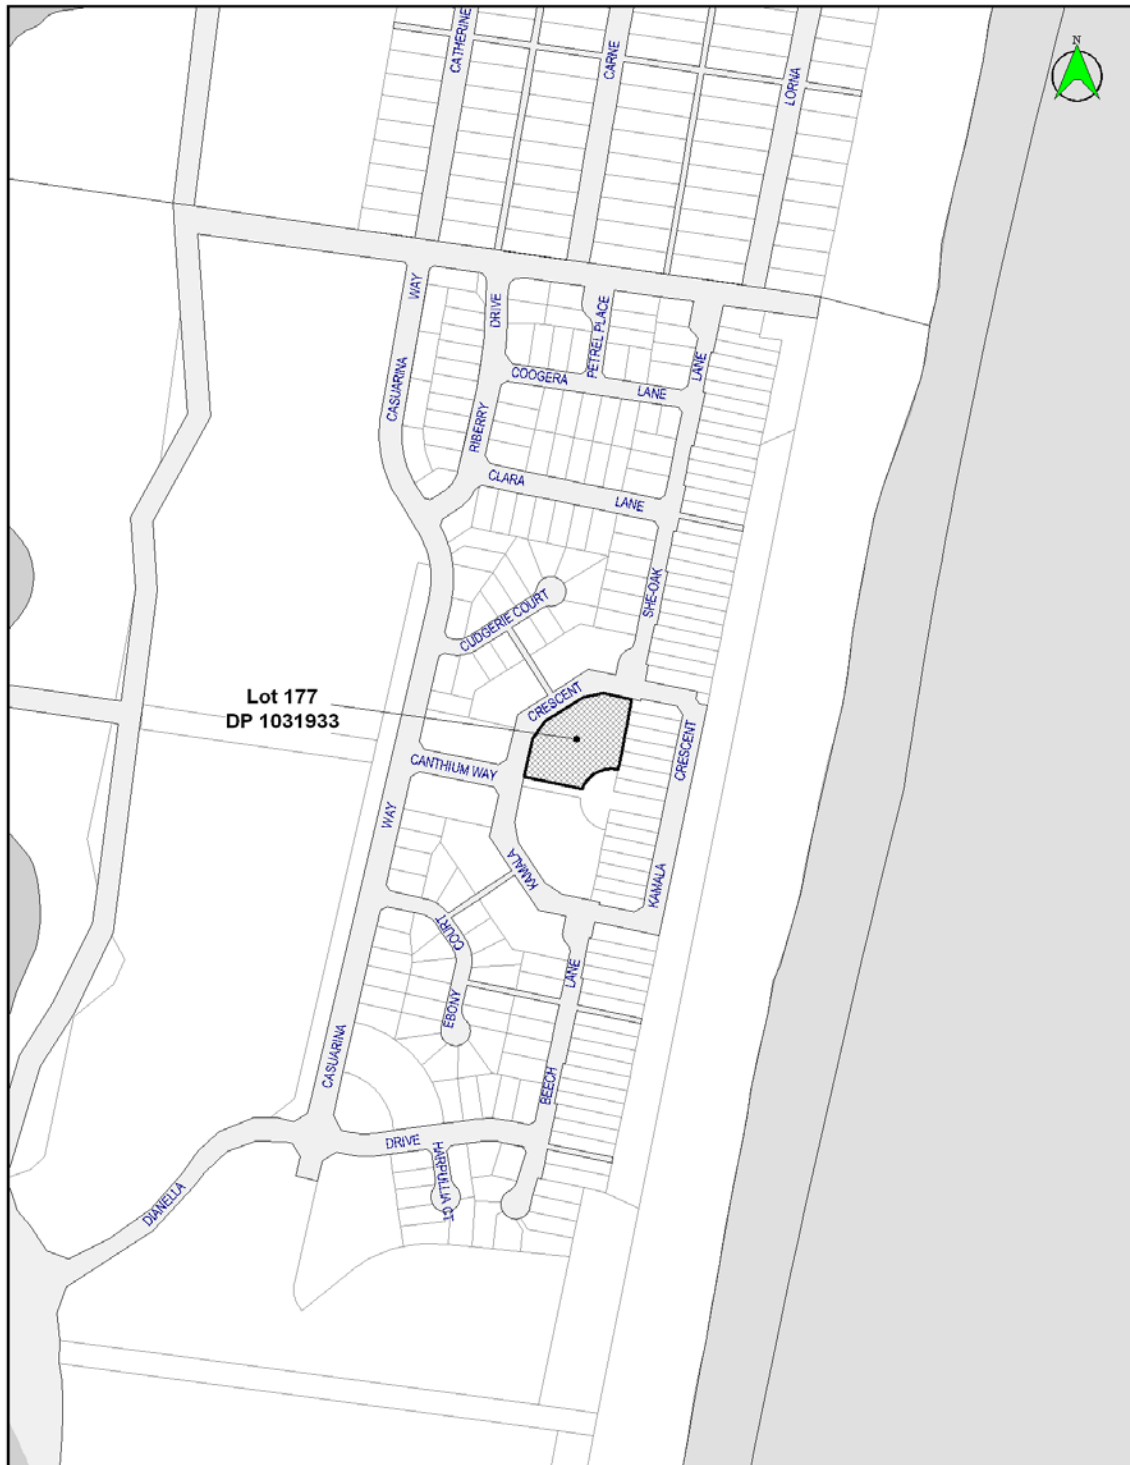 N
CATHERINE
CARNE
LORNA
WAY
DRIVE
PETREL PLACE
LANE
COOGERA
LANE
CASUARINA
RIBERRY
CLARA
LANE
SHE-OAK
CUDGERIE COURT
Lot 177
DP 1031933
CRESCENT
CRESCENT
CANTHIUM WAY
WAY
KAMALA
KAMALA
COURT
LANE
EBONY
CASUARINA
BEECH
DRIVE
HARPULLIA CT
DIANELLA